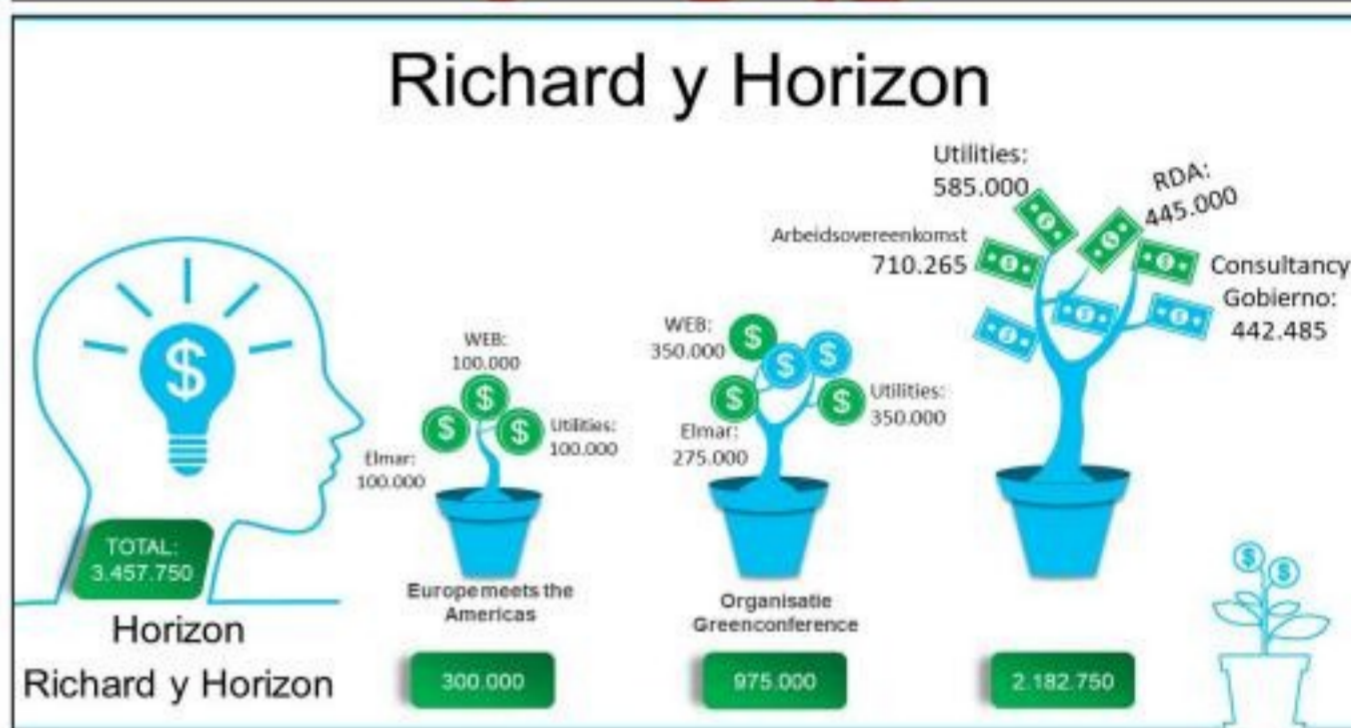 Richard y Horizon
Utilities:
585.000
RDA:
445.000
Arbeidsovereenkomst
710.265
Consultancy
Gobierno:
442.485
WEB:
100.000
Utilities:
100.000
Elmar:
100.000
WEB:
350.000
Utilities:
350.000
Elmar:
275.000
TOTAL:
3.457.750
Horizon
Richard y Horizon
Europe meets the
Americas
300.000
Organisatie
Greenconference
975.000
2.182.750